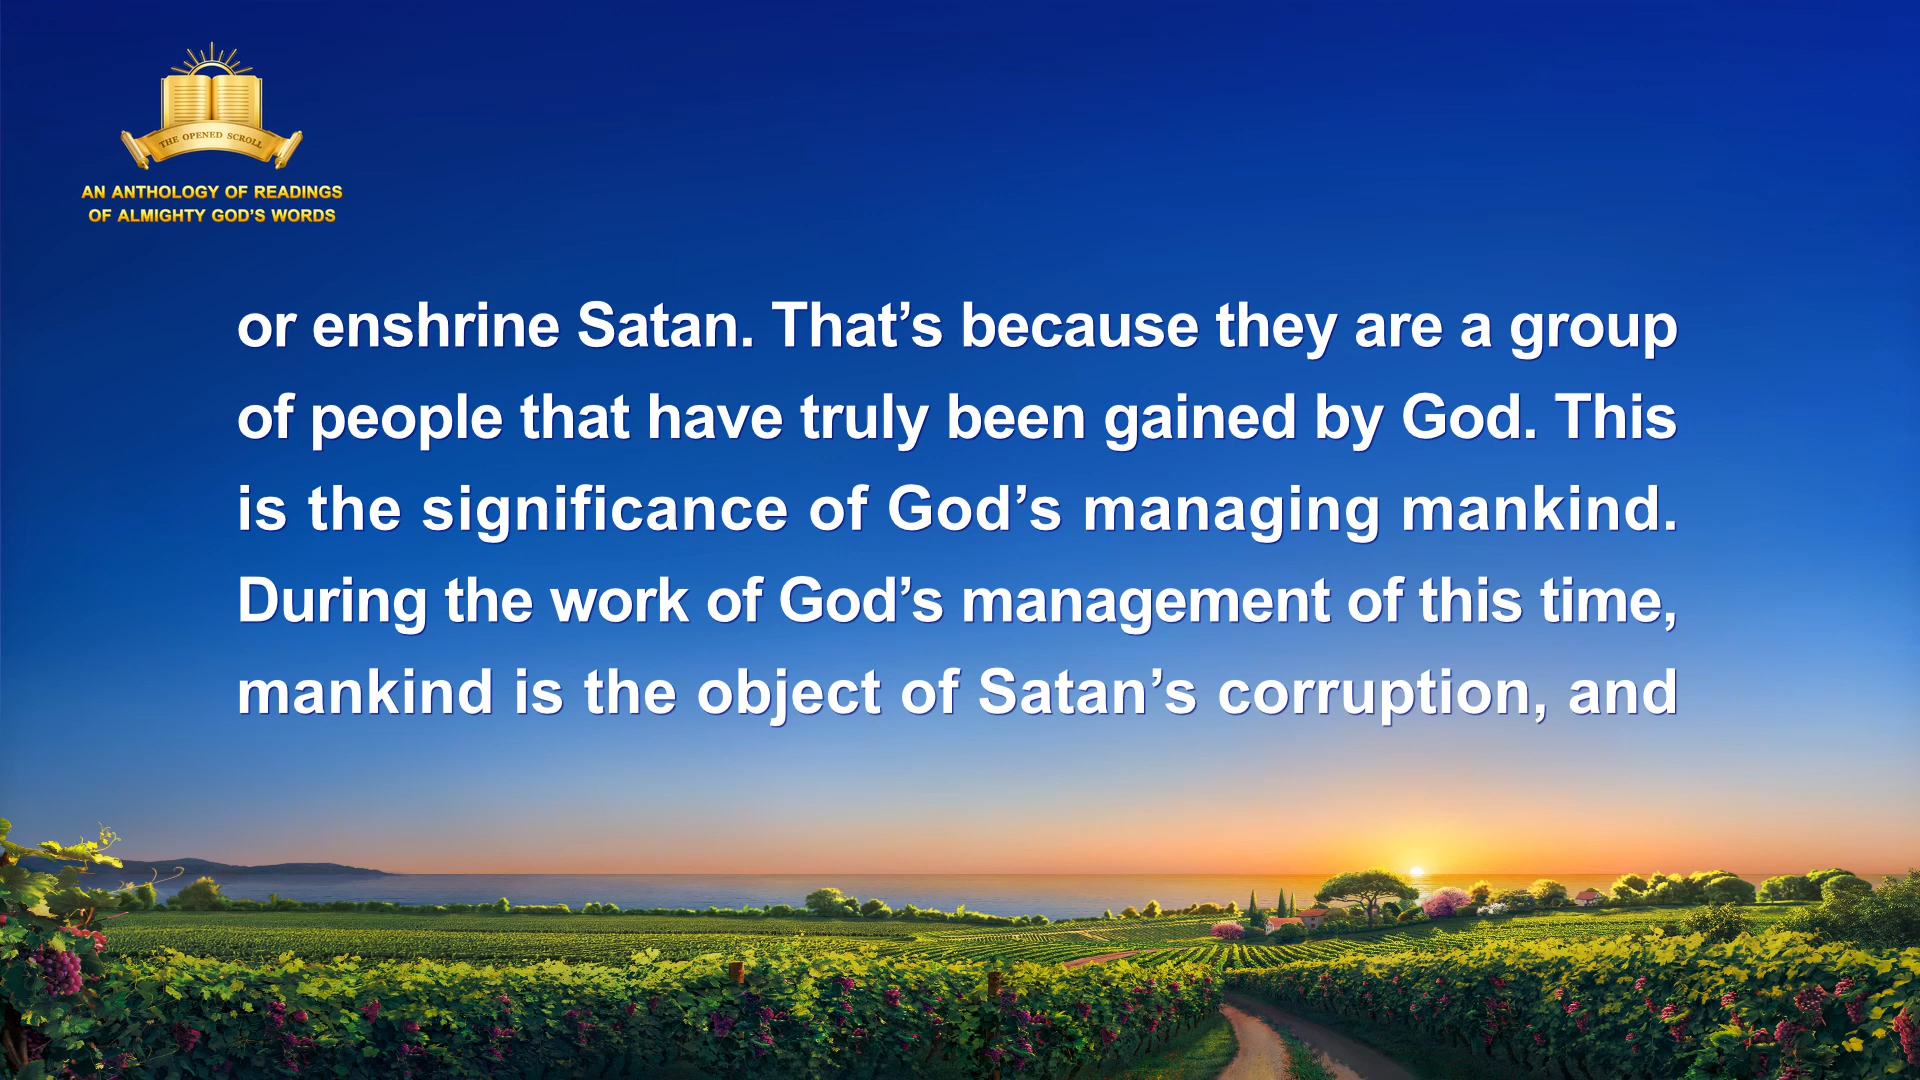 THE OPENED SCROLL
AN ANTHOLOGY OF READINGS
OF ALMIGHTY GOD’S WORDS
or enshrine Satan. That’s because they are a group
of people that have truly been gained by God. This
is the significance of God’s managing mankind.
During the work of God’s management of this time,
mankind is the object of Satan’s corruption, and